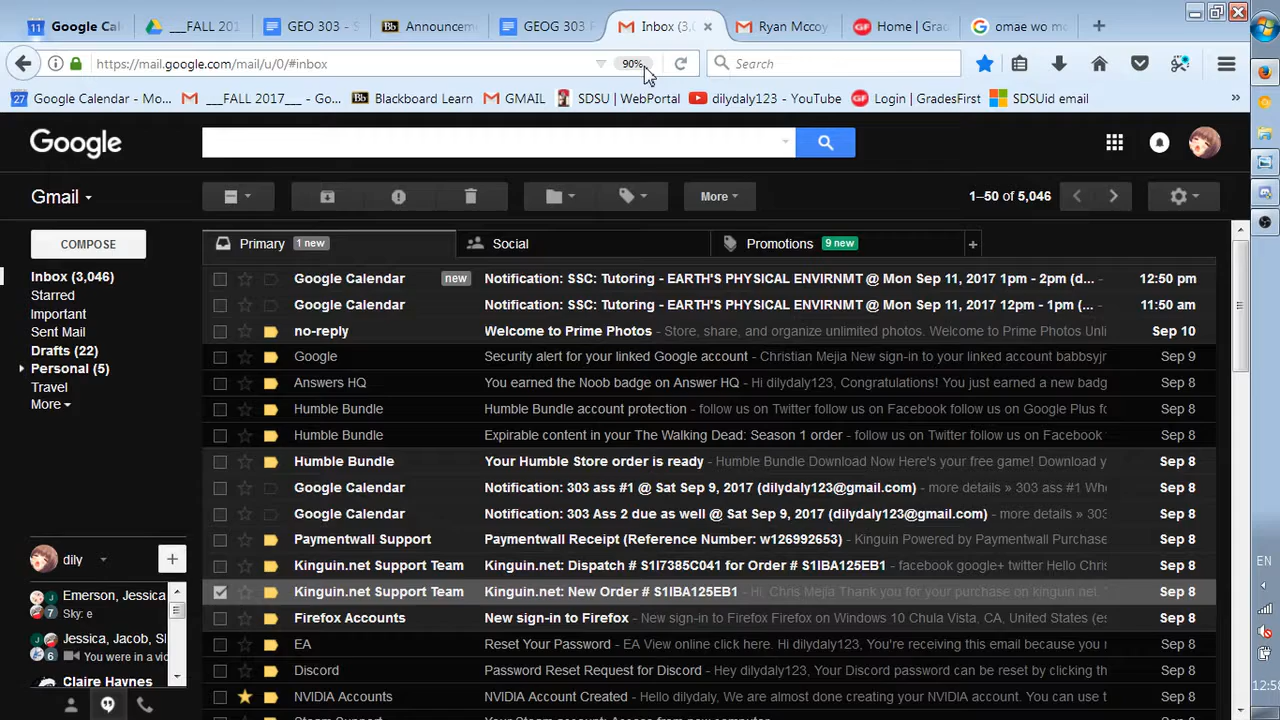 11 Google Cal
___FALL 201
GEO 303 - S
Bb Announcem
GEOG 303 F
Inbox (3,0
Ryan Mccoy
GF Home | Grad
omae wo m
https://mail.google.com/mail/u/0/#inbox
90%
Search
27 Google Calendar - Mo...
___FALL 2017___ - Go...
Bb Blackboard Learn
GMAIL
SDSU | WebPortal
dilydaly123 - YouTube
GF Login | GradesFirst
SDSUid email
Google
Gmail
More
1–50 of 5,046
COMPOSE
Primary 1 new
Social
Promotions 9 new
Inbox (3,046)
Starred
Important
Sent Mail
Drafts (22)
Personal (5)
Travel
More
Google Calendar new Notification: SSC: Tutoring - EARTH'S PHYSICAL ENVIRNMT @ Mon Sep 11, 2017 1pm - 2pm (d... 12:50 pm
Google Calendar Notification: SSC: Tutoring - EARTH'S PHYSICAL ENVIRNMT @ Mon Sep 11, 2017 12pm - 1pm (... 11:50 am
no-reply Welcome to Prime Photos - Store, share, and organize unlimited photos. Welcome to Prime Photos Unli Sep 10
Google Security alert for your linked Google account - Christian Mejia New sign-in to your linked account babbsyjr Sep 9
Answers HQ You earned the Noob badge on Answer HQ - Hi dilydaly123, Congratulations! You just earned a new badg Sep 8
Humble Bundle Humble Bundle account protection - follow us on Twitter follow us on Facebook follow us on Google Plus for Sep 8
Humble Bundle Expirable content in your The Walking Dead: Season 1 order - follow us on Twitter follow us on Facebook Sep 8
Humble Bundle Your Humble Store order is ready - Humble Bundle Download Now Here's your free game! Download y Sep 8
Google Calendar Notification: 303 ass #1 @ Sat Sep 9, 2017 (dilydaly123@gmail.com) - more details » 303 ass #1 Whe Sep 8
Google Calendar Notification: 303 Ass 2 due as well @ Sat Sep 9, 2017 (dilydaly123@gmail.com) - more details » 303 Sep 8
Paymentwall Support Paymentwall Receipt (Reference Number: w126992653) - Kinguin Powered by Paymentwall Purchase Sep 8
Kinguin.net Support Team Kinguin.net: Dispatch # S1I7385C041 for Order # S1IBA125EB1 - facebook google+ twitter Hello Chris Sep 8
Kinguin.net Support Team Kinguin.net: New Order # S1IBA125EB1 - Hi, Chris Mejia Thank you for your purchase on kinguin net. Sep 8
Firefox Accounts New sign-in to Firefox - New sign-in to Firefox Firefox on Windows 10 Chula Vista, CA, United States (es Sep 8
EA Reset Your Password - EA View online click here. Hi dilydaly123, You're receiving this email because you r Sep 8
Discord Password Reset Request for Discord - Hey dilydaly123, Your Discord password can be reset by clicking th Sep 8
NVIDIA Accounts NVIDIA Account Created - Hello dilydaly, We are almost done creating your NVIDIA account. You can use t Sep 8
dily
Emerson, Jessica
7 Sky: e
Jessica, Jacob, Sl
6 You were in a vid
Claire Haynes
EN
12:58